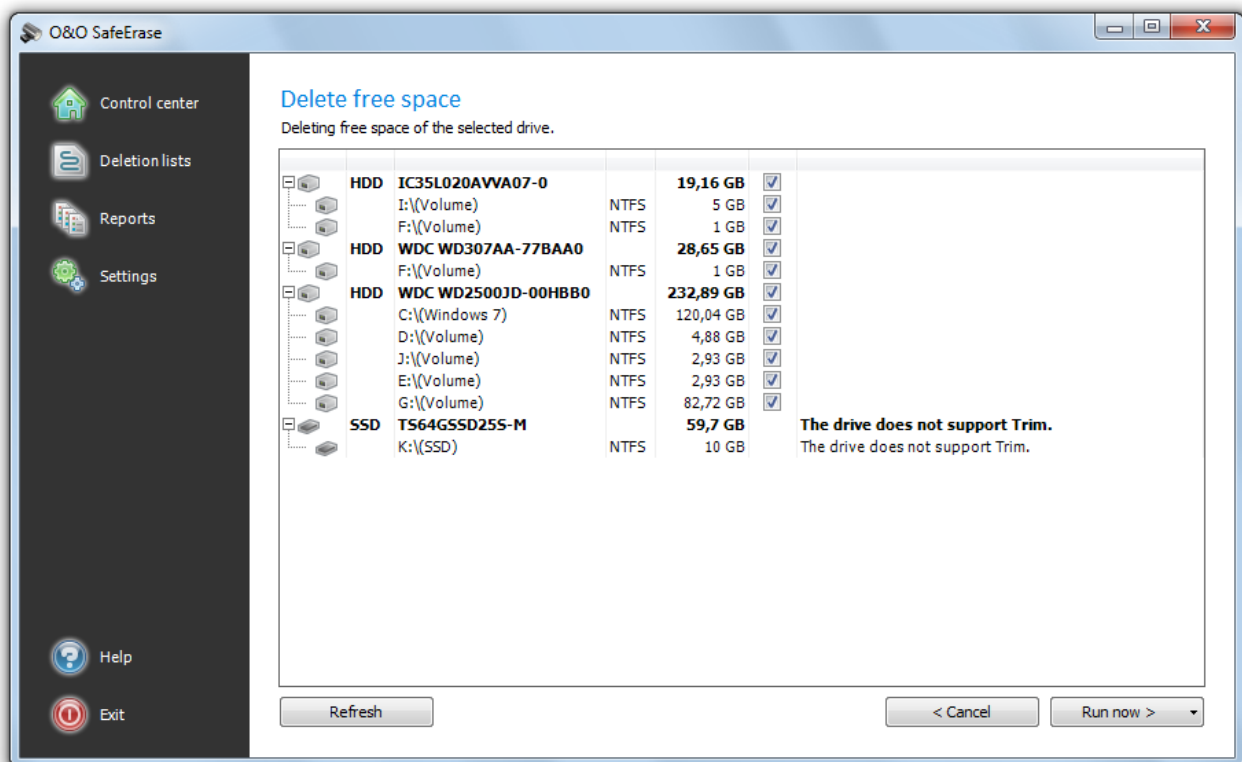 O&O SafeErase
Control center
Deletion lists
Reports
Settings
Help
Exit
Delete free space
Deleting free space of the selected drive.
HDD IC35L020AVVA07-0 19,16 GB
I:\(Volume) NTFS 5 GB
F:\(Volume) NTFS 1 GB
HDD WDC WD307AA-77BAA0 28,65 GB
F:\(Volume) NTFS 1 GB
HDD WDC WD2500JD-00HBB0 232,89 GB
C:\(Windows 7) NTFS 120,04 GB
D:\(Volume) NTFS 4,88 GB
J:\(Volume) NTFS 2,93 GB
E:\(Volume) NTFS 2,93 GB
G:\(Volume) NTFS 82,72 GB
SSD TS64GSSD25S-M 59,7 GB The drive does not support Trim.
K:\(SSD) NTFS 10 GB The drive does not support Trim.
Refresh
< Cancel
Run now >